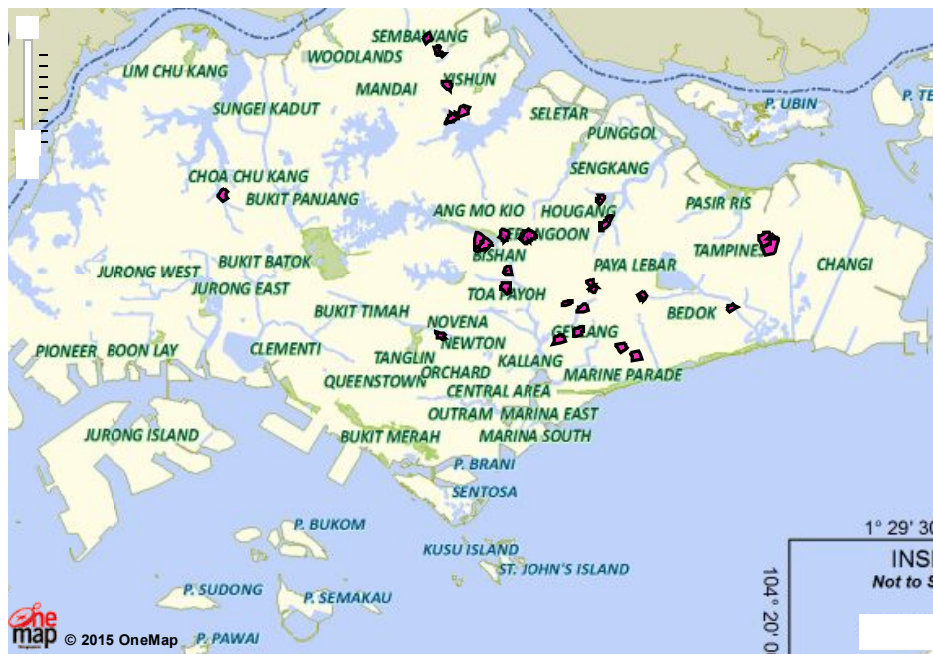 SEMBAWANG
WOODLANDS
LIM CHU KANG
YISHUN
MANDAI
SUNGEI KADUT
P. UBIN
P. TE
SELETAR
PUNGGOL
SENGKANG
CHOA CHU KANG
BUKIT PANJANG
PASIR RIS
ANG MO KIO
HOUGANG
SERANGOON
TAMPINES
BISHAN
BUKIT BATOK
PAYA LEBAR
CHANGI
JURONG WEST
JURONG EAST
TOA PAYOH
BUKIT TIMAH
BEDOK
NOVENA
GEYLANG
NEWTON
PIONEER
BOON LAY
CLEMENTI
TANGLIN
KALLANG
ORCHARD
MARINE PARADE
QUEENSTOWN
CENTRAL AREA
OUTRAM
MARINA EAST
JURONG ISLAND
BUKIT MERAH
MARINA SOUTH
P. BRANI
SENTOSA
P. BUKOM
1° 29' 30
KUSU ISLAND
INS
Not to S
ST. JOHN'S ISLAND
P. SUDONG
P. SEMAKAU
104° 20' 0
one
map
© 2015 OneMap
P. PAWAI